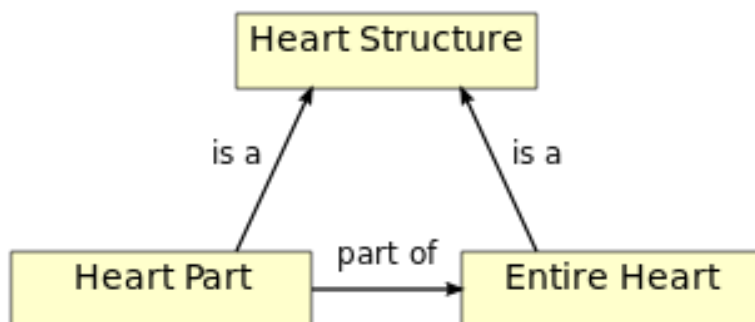 Heart Structure
is a
is a
part of
Heart Part
Entire Heart